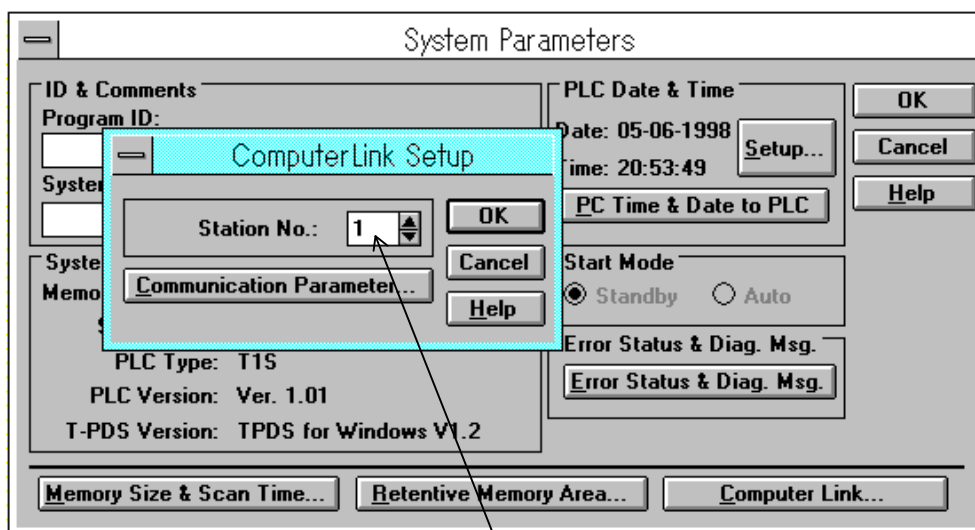 System Parameters
ID & Comments
Program ID:
PLC Date & Time
Date: 05-06-1998
Time: 20:53:49
Setup...
PC Time & Date to PLC
OK
Cancel
Help
ComputerLink Setup
Station No.: 1
OK
Cancel
Communication Parameter...
Help
Start Mode
Standby
Auto
Error Status & Diag. Msg.
Error Status & Diag. Msg.
PLC Type: T1S
PLC Version: Ver. 1.01
T-PDS Version: TPDS for Windows V1.2
Memory Size & Scan Time...
Retentive Memory Area...
Computer Link...